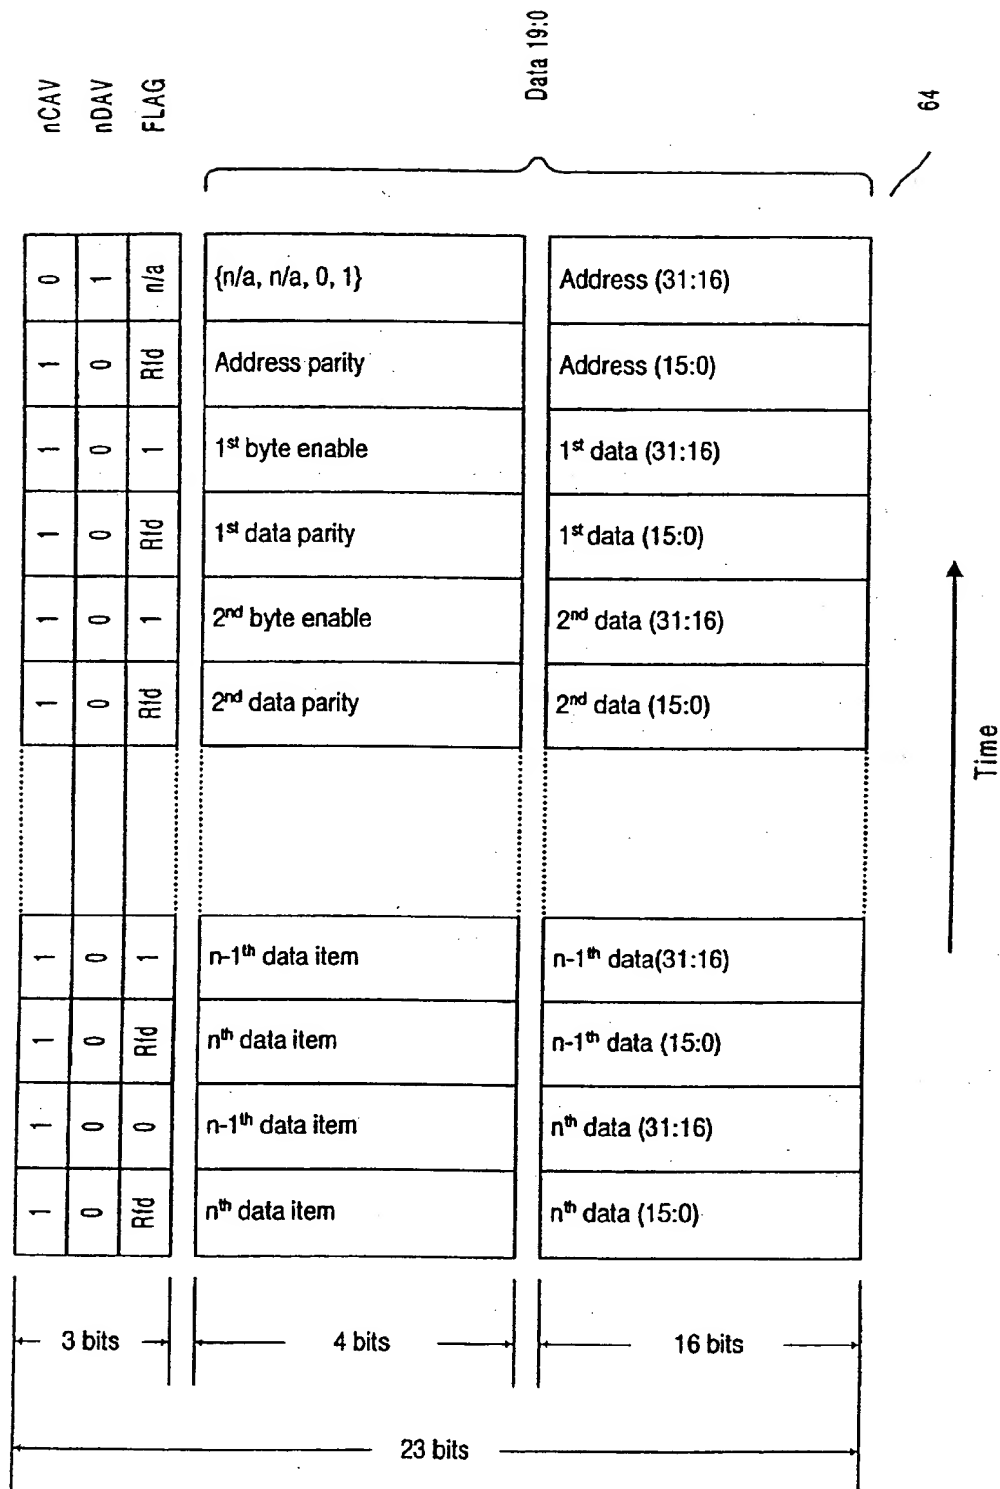 nCAV nDAV FLAG
Data 19:0
64
0 1 n/a {n/a, n/a, 0, 1} Address (31:16)
1 0 Rfd Address parity Address (15:0)
1 0 1 1st byte enable 1st data (31:16)
1 0 Rfd 1st data parity 1st data (15:0)
1 0 1 2nd byte enable 2nd data (31:16)
1 0 Rfd 2nd data parity 2nd data (15:0)
Time
1 0 1 n-1th data item n-1th data(31:16)
1 0 Rfd nth data item n-1th data (15:0)
1 0 0 n-1th data item nth data (31:16)
1 0 Rfd nth data item nth data (15:0)
3 bits 4 bits 16 bits
23 bits